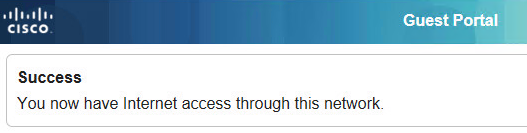 CISCO
Guest Portal
Success
You now have Internet access through this network.